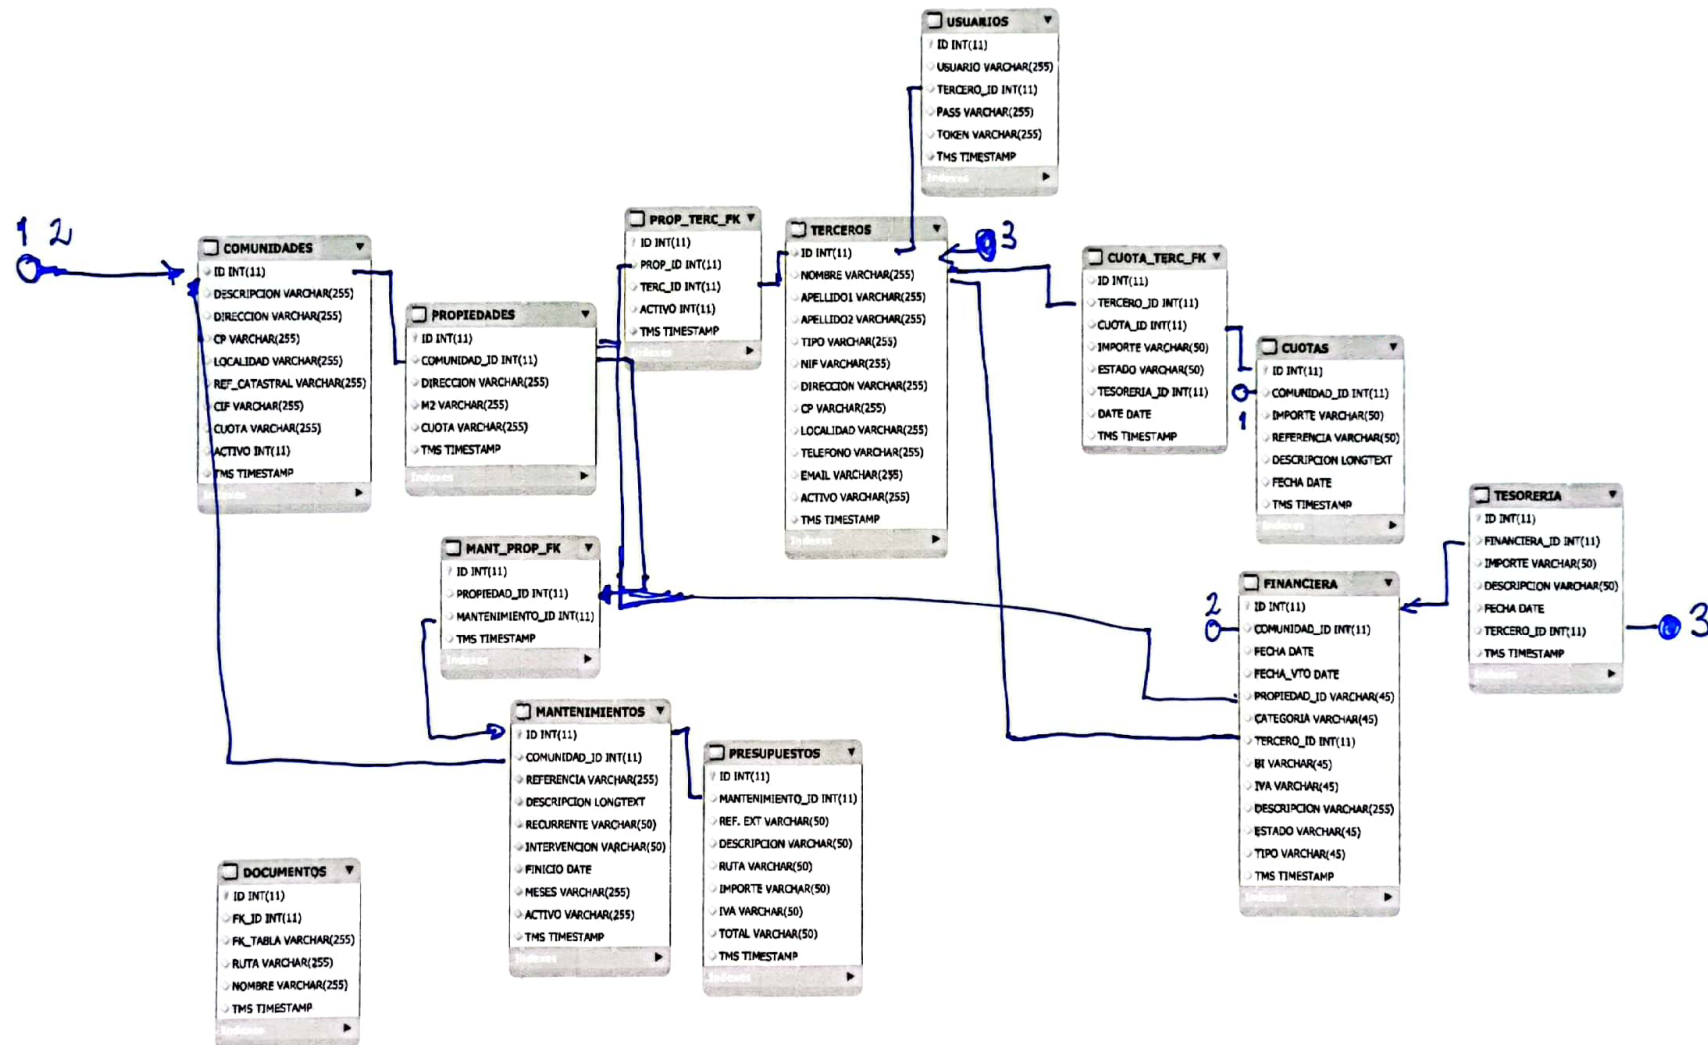 USUARIOS
ID INT(11)
USUARIO VARCHAR(255)
TERCERO_ID INT(11)
PASS VARCHAR(255)
TOKEN VARCHAR(255)
TMS TIMESTAMP
Indexes
1 2
COMUNIDADES
ID INT(11)
DESCRIPCION VARCHAR(255)
DIRECCION VARCHAR(255)
CP VARCHAR(255)
LOCALIDAD VARCHAR(255)
REF_CATASTRAL VARCHAR(255)
CIF VARCHAR(255)
CUOTA VARCHAR(255)
ACTIVO INT(11)
TMS TIMESTAMP
Indexes
PROPIEDADES
ID INT(11)
COMUNIDAD_ID INT(11)
DIRECCION VARCHAR(255)
M2 VARCHAR(255)
CUOTA VARCHAR(255)
TMS TIMESTAMP
Indexes
PROP_TERC_FK
ID INT(11)
PROP_ID INT(11)
TERC_ID INT(11)
ACTIVO INT(11)
TMS TIMESTAMP
Indexes
TERCEROS
ID INT(11)
NOMBRE VARCHAR(255)
APELLIDO1 VARCHAR(255)
APELLIDO2 VARCHAR(255)
TIPO VARCHAR(255)
NIF VARCHAR(255)
DIRECCION VARCHAR(255)
CP VARCHAR(255)
LOCALIDAD VARCHAR(255)
TELEFONO VARCHAR(255)
EMAIL VARCHAR(255)
ACTIVO VARCHAR(255)
TMS TIMESTAMP
Indexes
3
CUOTA_TERC_FK
ID INT(11)
TERCERO_ID INT(11)
CUOTA_ID INT(11)
IMPORTE VARCHAR(50)
ESTADO VARCHAR(50)
TESORERIA_ID INT(11)
DATE DATE
TMS TIMESTAMP
CUOTAS
ID INT(11)
COMUNIDAD_ID INT(11)
IMPORTE VARCHAR(50)
REFERENCIA VARCHAR(50)
DESCRIPCION LONGTEXT
FECHA DATE
TMS TIMESTAMP
Indexes
1
TESORERIA
ID INT(11)
FINANCIERA_ID INT(11)
IMPORTE VARCHAR(50)
DESCRIPCION VARCHAR(50)
FECHA DATE
TERCERO_ID INT(11)
TMS TIMESTAMP
Indexes
3
MANT_PROP_FK
ID INT(11)
PROPIEDAD_ID INT(11)
MANTENIMIENTO_ID INT(11)
TMS TIMESTAMP
Indexes
2
FINANCIERA
ID INT(11)
COMUNIDAD_ID INT(11)
FECHA DATE
FECHA_VTO DATE
PROPIEDAD_ID VARCHAR(45)
CATEGORIA VARCHAR(45)
TERCERO_ID INT(11)
BI VARCHAR(45)
IVA VARCHAR(45)
DESCRIPCION VARCHAR(255)
ESTADO VARCHAR(45)
TIPO VARCHAR(45)
TMS TIMESTAMP
Indexes
MANTENIMIENTOS
ID INT(11)
COMUNIDAD_ID INT(11)
REFERENCIA VARCHAR(255)
DESCRIPCION LONGTEXT
RECURRENTE VARCHAR(50)
INTERVENCION VARCHAR(50)
FINICIO DATE
MESES VARCHAR(255)
ACTIVO VARCHAR(255)
TMS TIMESTAMP
Indexes
PRESUPUESTOS
ID INT(11)
MANTENIMIENTO_ID INT(11)
REF. EXT VARCHAR(50)
DESCRIPCION VARCHAR(50)
RUTA VARCHAR(50)
IMPORTE VARCHAR(50)
IVA VARCHAR(50)
TOTAL VARCHAR(50)
TMS TIMESTAMP
Indexes
DOCUMENTOS
ID INT(11)
FK_ID INT(11)
FK_TABLA VARCHAR(255)
RUTA VARCHAR(255)
NOMBRE VARCHAR(255)
TMS TIMESTAMP
Indexes